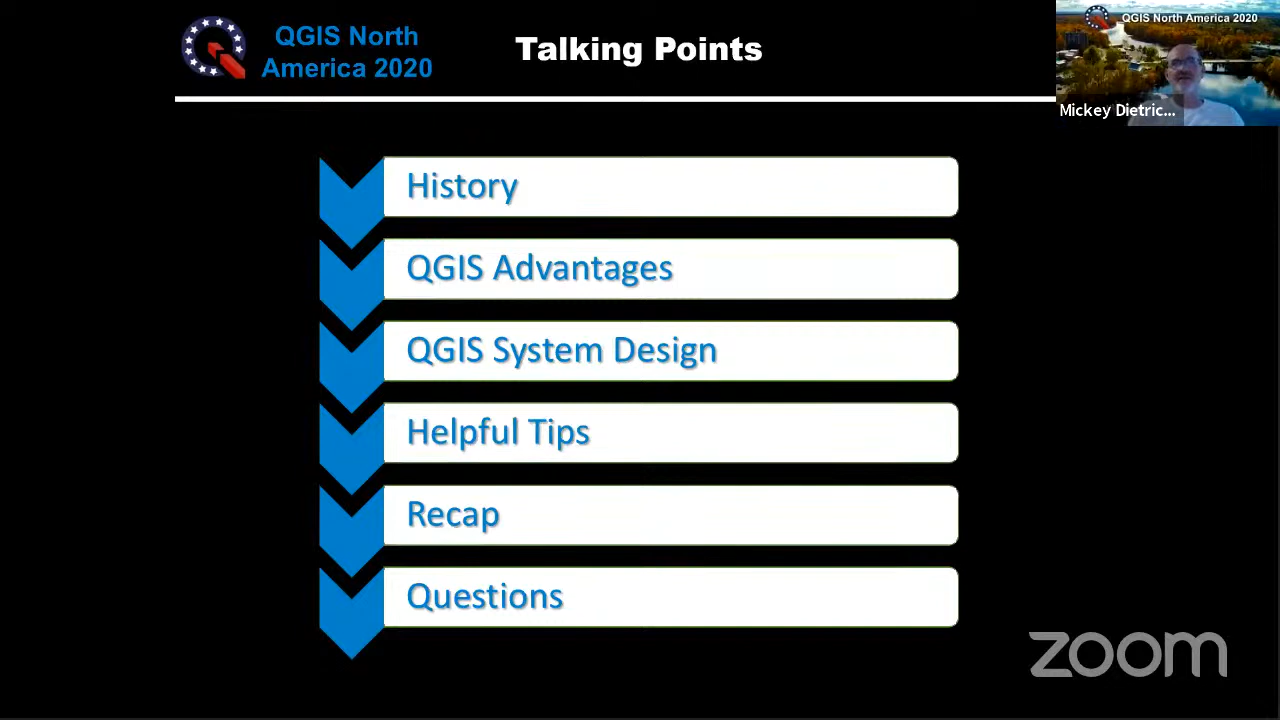 QGIS North
America 2020
Talking Points
QGIS North America 2020
Mickey Dietric...
History
QGIS Advantages
QGIS System Design
Helpful Tips
Recap
Questions
zoom